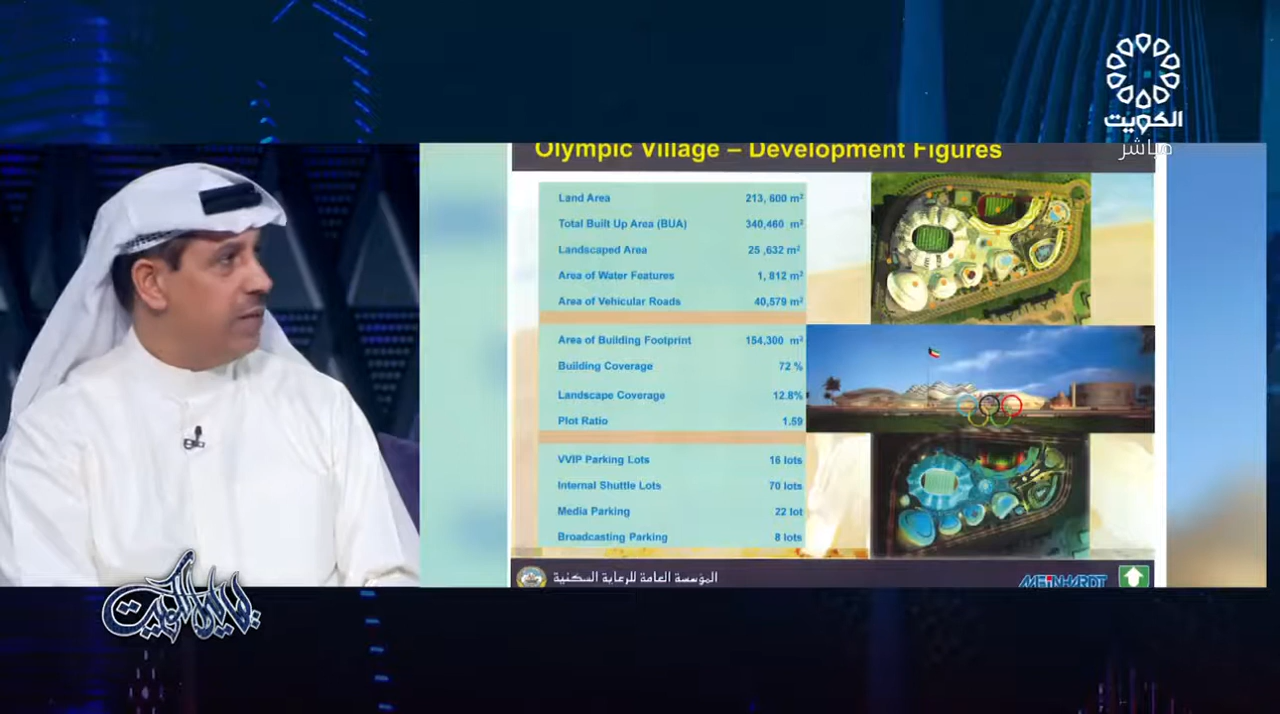 الكويت
مباشر
Olympic Village – Development Figures
Land Area 213, 600 m²
Total Built Up Area (BUA) 340,460 m²
Landscaped Area 25 ,632 m²
Area of Water Features 1, 812 m²
Area of Vehicular Roads 40,579 m²
Area of Building Footprint 154,300 m²
Building Coverage 72 %
Landscape Coverage 12.8%
Plot Ratio 1.59
VVIP Parking Lots 16 lots
Internal Shuttle Lots 70 lots
Media Parking 22 lot
Broadcasting Parking 8 lots
المؤسسة العامة للرعاية السكنية
MEINHARDT